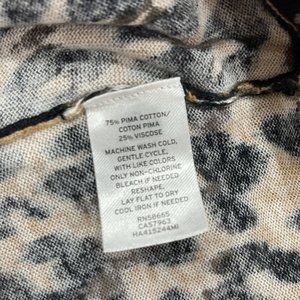 75% PIMA COTTON/
COTON PIMA
25% VISCOSE
MACHINE WASH COLD,
GENTLE CYCLE,
WITH LIKE COLORS
ONLY NON-CHLORINE
BLEACH IF NEEDED
RESHAPE,
LAY FLAT TO DRY
COOL IRON IF NEEDED
RN58665
CA57963
HA415244MI